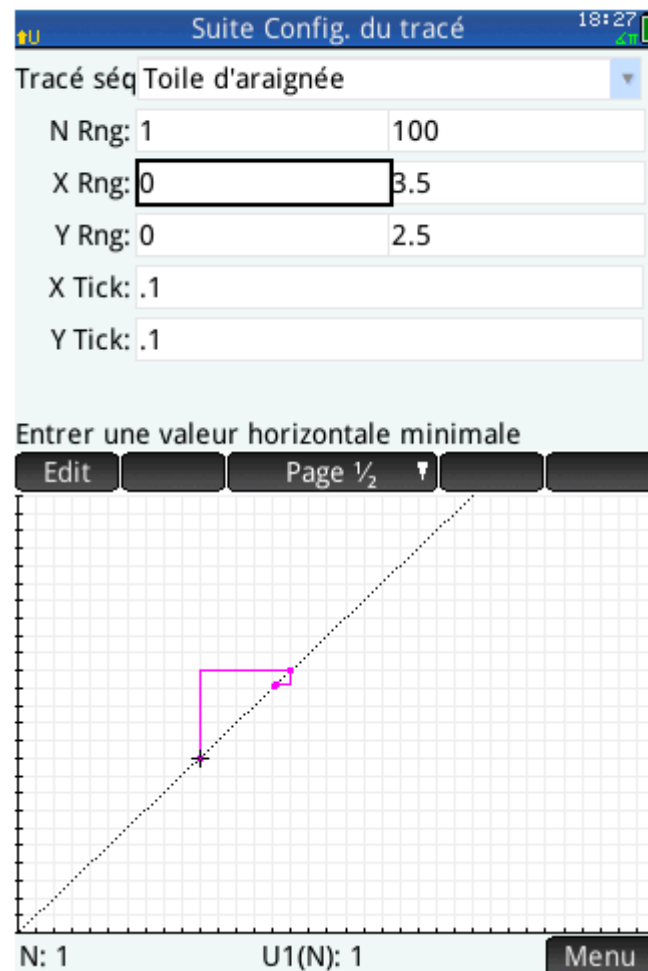 U Suite Config. du tracé 18:27
∡π
Tracé séq Toile d'araignée
N Rng: 1 100
X Rng: 0 3.5
Y Rng: 0 2.5
X Tick: .1
Y Tick: .1
Entrer une valeur horizontale minimale
Edit Page ½
N: 1 U1(N): 1 Menu